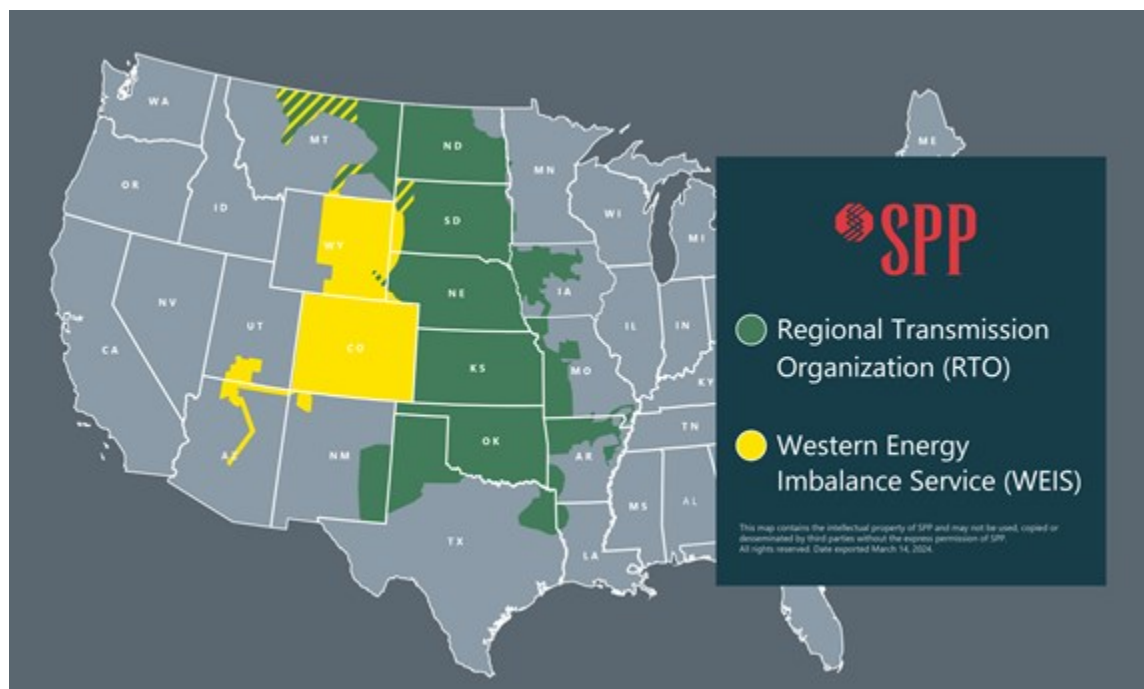 WA
ME
MT
ND
MN
OR
ID
SD
WI
MI
WY
SPP
NE
IA
NV
UT
IL
IN
CA
CO
KS
MO
KY
Regional Transmission
Organization (RTO)
OK
TN
NM
AR
MS
AL
Western Energy
Imbalance Service (WEIS)
TX
LA
This map contains the intellectual property of SPP and may not be used, copied or
desseminated by third parties without the express permission of SPP.
All rights reserved. Date exported March 14, 2024.